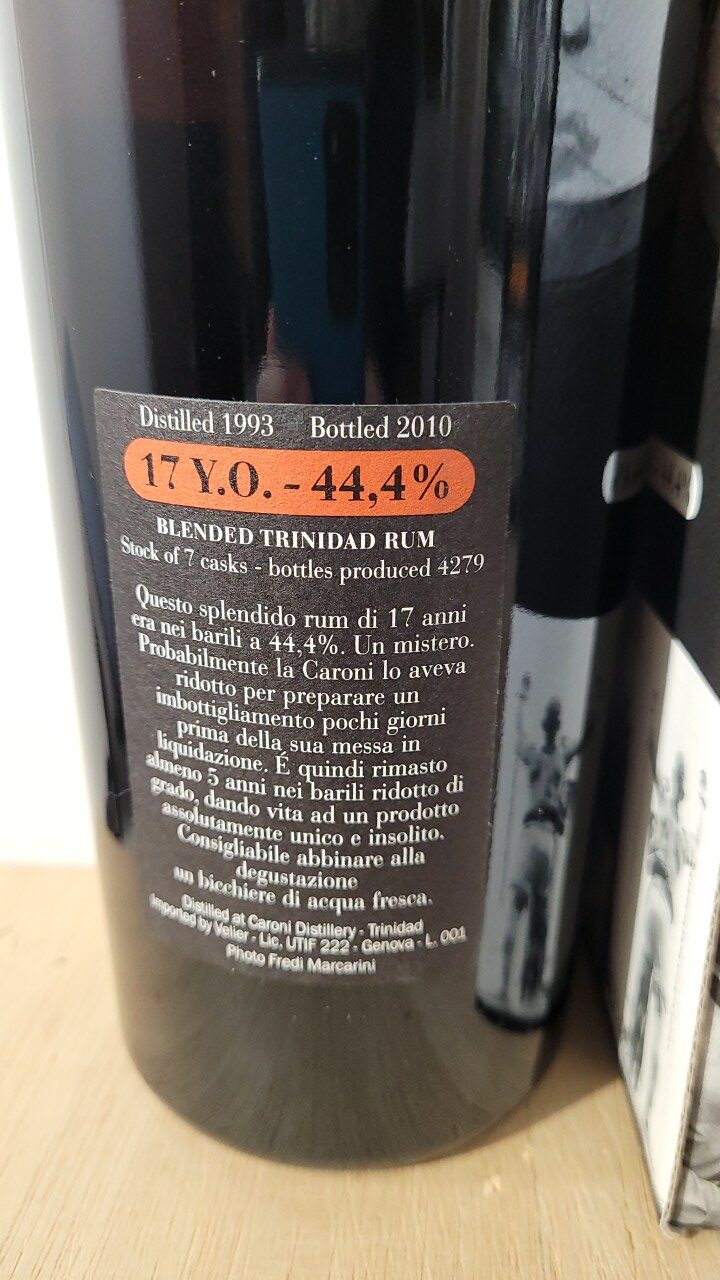 Distilled 1993 Bottled 2010
17 Y.O. - 44,4%
BLENDED TRINIDAD RUM
Stock of 7 casks - bottles produced 4279
Questo splendido rum di 17 anni
era nei barili a 44,4%. Un mistero.
Probabilmente la Caroni lo aveva
ridotto per preparare un
imbottigliamento pochi giorni
prima della sua messa in
liquidazione. É quindi rimasto
almeno 5 anni nei barili ridotto di
grado, dando vita ad un prodotto
assolutamente unico e insolito.
Consigliabile abbinare alla
degustazione
un bicchiere di acqua fresca.
Distilled at Caroni Distillery - Trinidad
Imported by Velier - Lic. UTIF 222 - Genova - L. 001
Photo Fredi Marcarini
44,4%